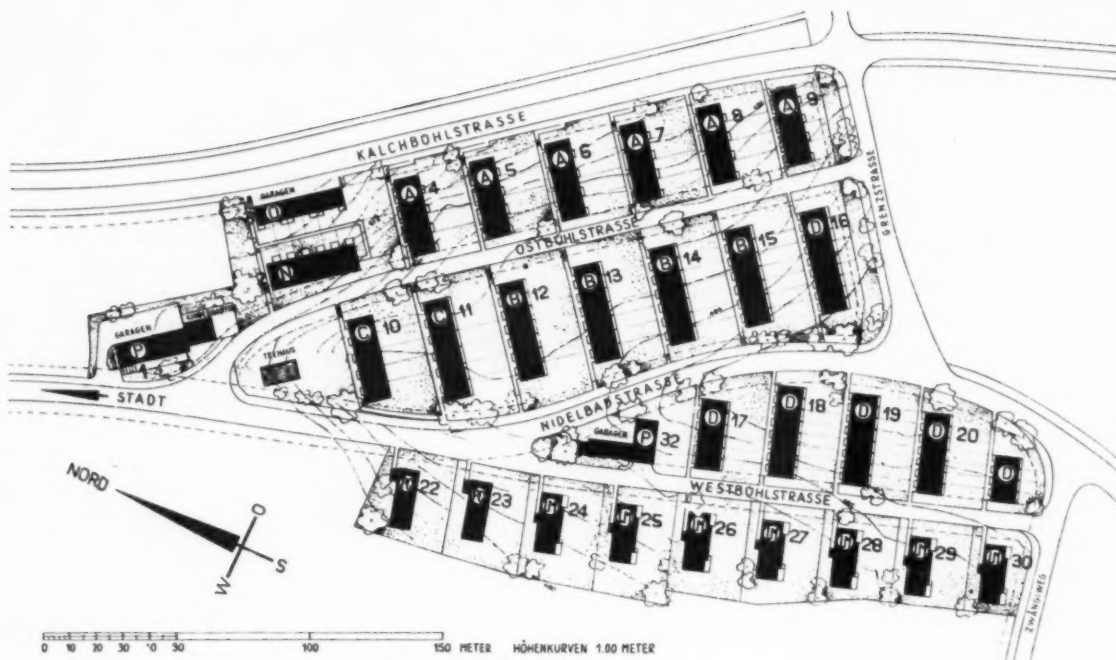 KALCHBÜHLSTRASSE
GARAGEN
O
N
A 4
A 5
A 6
A 7
A 8
A 9
GRENZSTRASSE
OSTBÜHLSTRASSE
GARAGEN
P
TEEHAUS
C 10
C 11
B 12
B 13
B 14
B 15
D 16
STADT
NIDELBADSTRASSE
GARAGEN P 32
D 17
D 18
D 19
D 20
D
WESTBÜHLSTRASSE
22
23
24
25
26
27
28
29
30
ZWÄNGIWEG
NORD
O
S
W
0 10 20 30 40 50 100 150 METER HÖHENKURVEN 1.00 METER